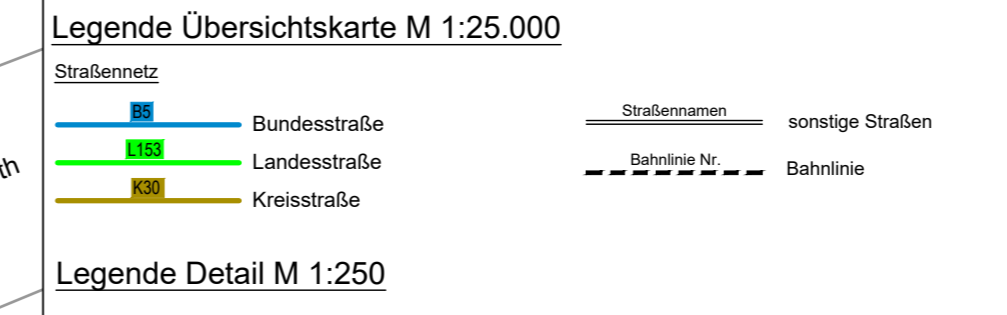 Legende Übersichtskarte M 1:25.000
Straßennetz
B5 Bundesstraße
L153 Landesstraße
K30 Kreisstraße
Straßennamen sonstige Straßen
Bahnlinie Nr. Bahnlinie
th
Legende Detail M 1:250